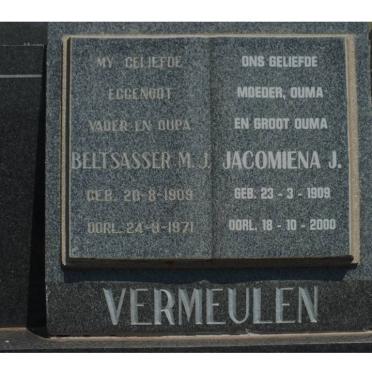 MY GELIEFDE
EGGENOOT
VADER EN OUPA
BELTSASSER M. J.
GEB. 20-8-1909
OORL. 24-9-1971
ONS GELIEFDE
MOEDER, OUMA
EN GROOT OUMA
JACOMIENA J.
GEB. 23 - 3 - 1909
OORL. 18 - 10 - 2000
VERMEULEN